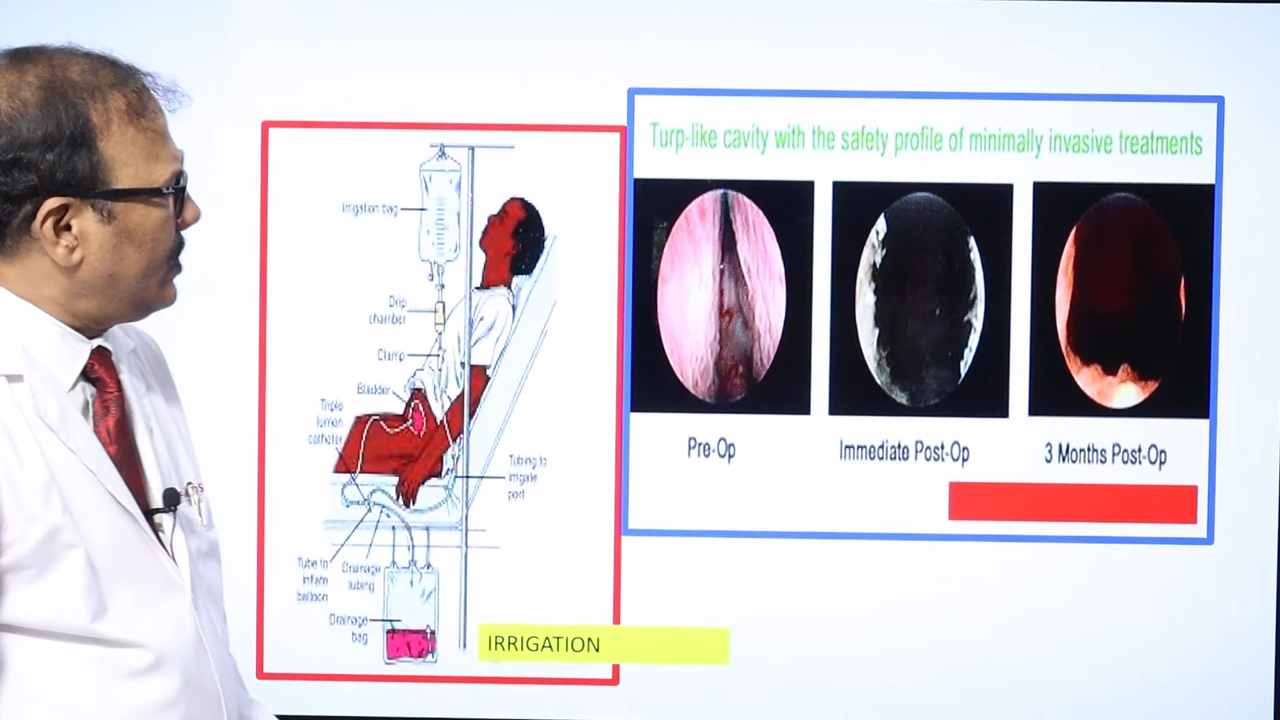 Irrigation bag
Drip
chamber
Clamp
Bladder
Triple
lumen
catheter
Tubing to
irrigate
port
Tube to
inflate
balloon
Drainage
tubing
Drainage
bag
IRRIGATION
Turp-like cavity with the safety profile of minimally invasive treatments
Pre-Op
Immediate Post-Op
3 Months Post-Op